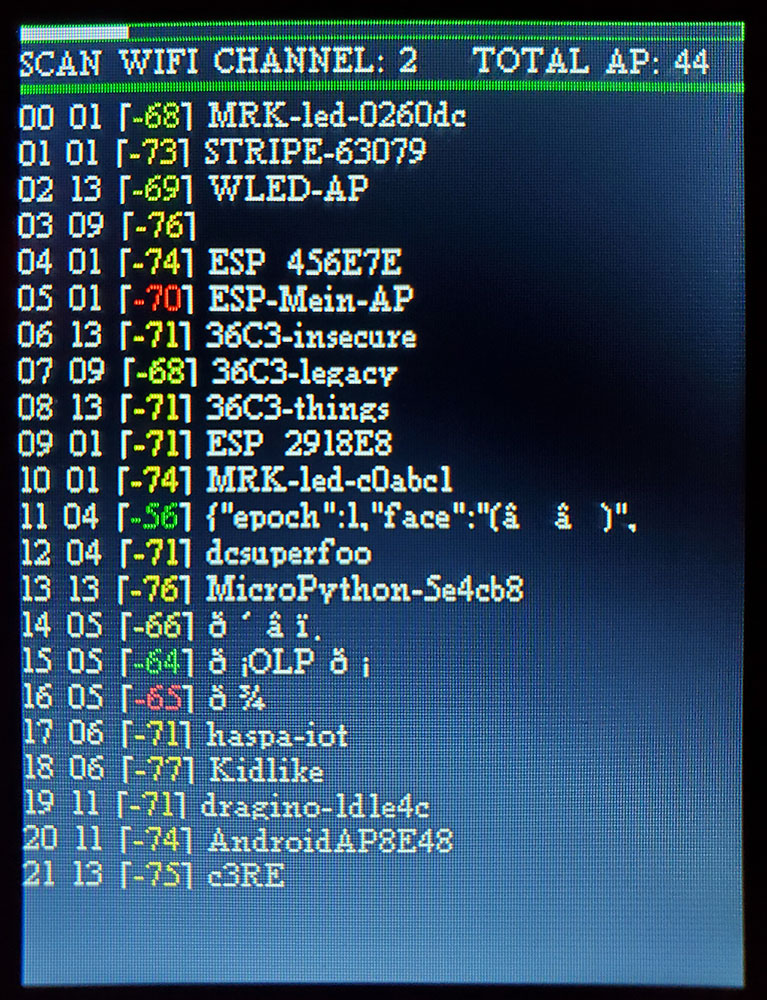 SCAN WIFI CHANNEL: 2 TOTAL AP: 44
00 01 [-68] MRK-led-0260dc
01 01 [-73] STRIPE-63079
02 13 [-69] WLED-AP
03 09 [-76]
04 01 [-74] ESP 456E7E
05 01 [-70] ESP-Mein-AP
06 13 [-71] 36C3-insecure
07 09 [-68] 36C3-legacy
08 13 [-71] 36C3-things
09 01 [-71] ESP 2918E8
10 01 [-74] MRK-led-c0abc1
11 04 [-56] {"epoch":1,"face":"(â â )",
12 04 [-71] dcsuperfoo
13 13 [-76] MicroPython-5e4cb8
14 05 [-66] ð ´ â ï.
15 05 [-64] ð ¡OLP ð ¡
16 05 [-65] ð ¾
17 06 [-71] haspa-iot
18 06 [-77] Kidlike
19 11 [-71] dragino-1d1e4c
20 11 [-74] AndroidAP8E48
21 13 [-75] c3RE